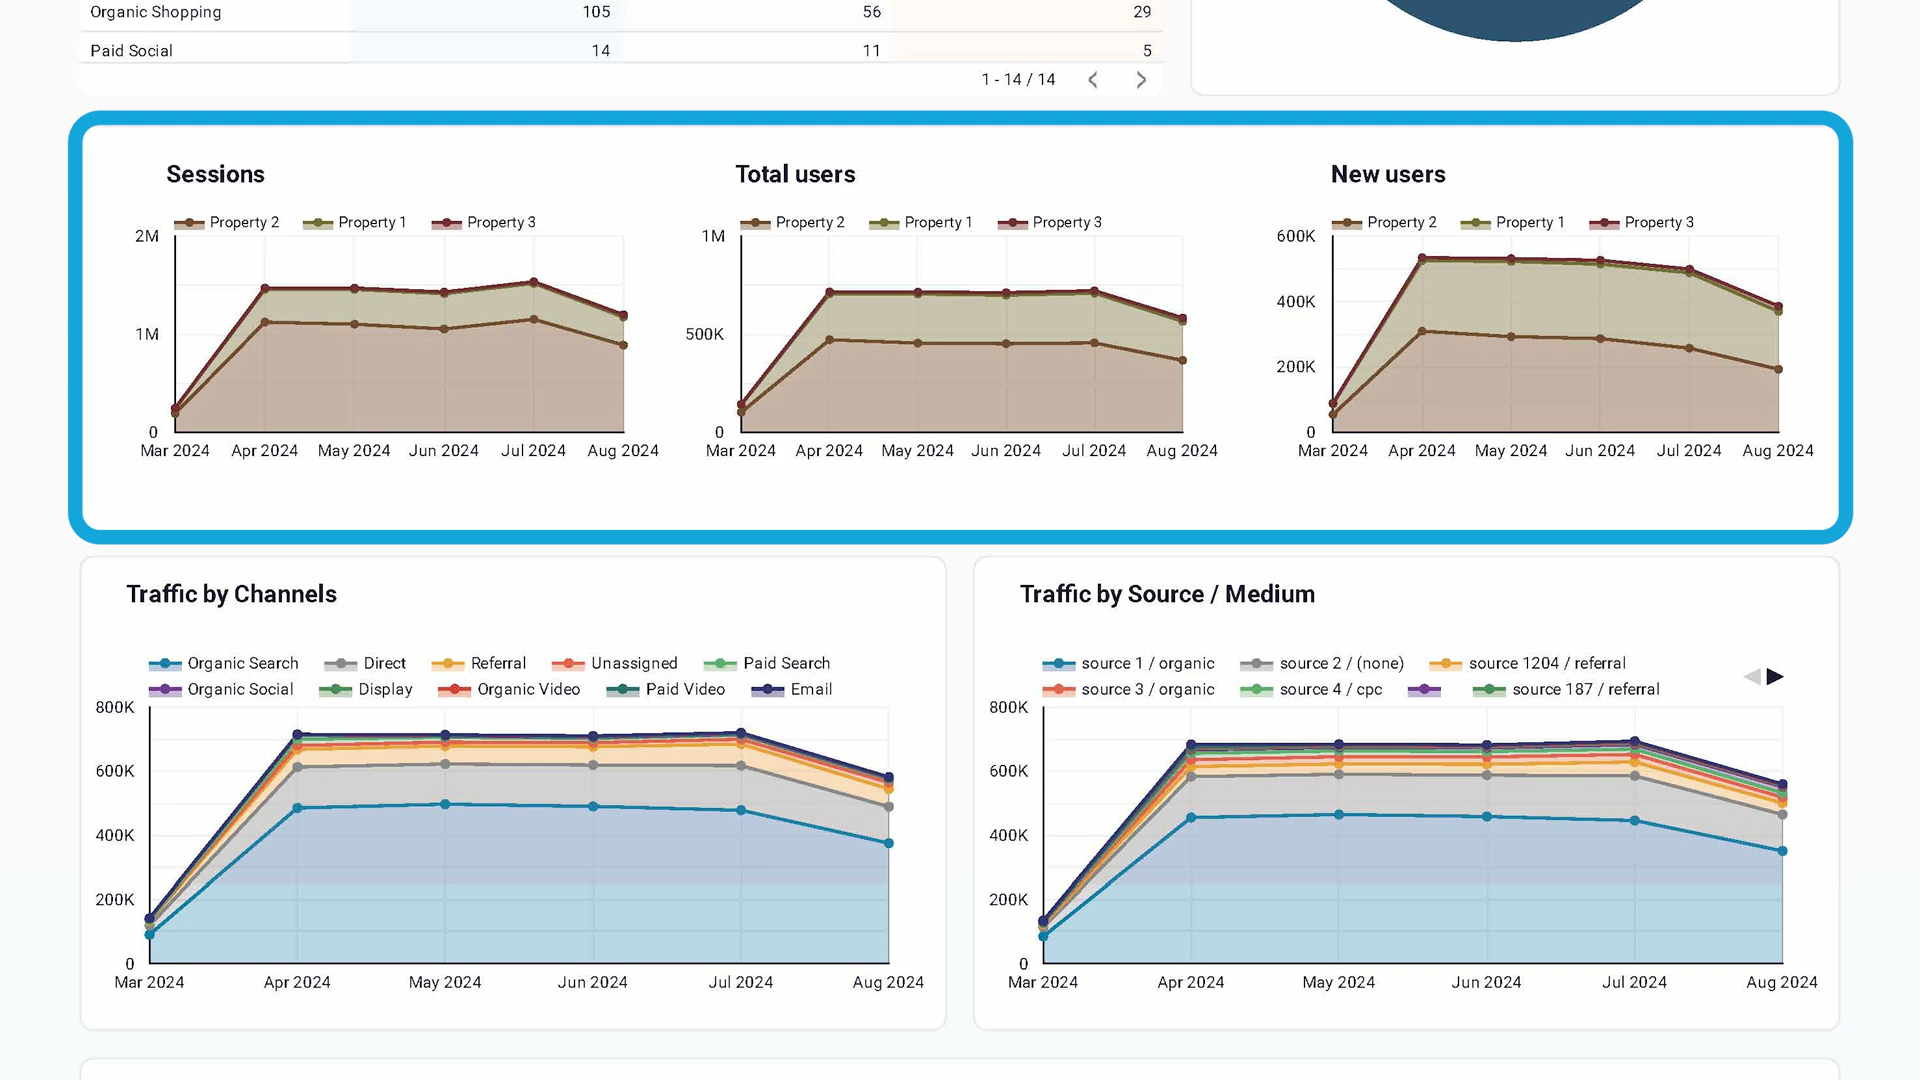 Organic Shopping 105 56 29
Paid Social 14 11 5
1 - 14 / 14
Sessions
Property 2 Property 1 Property 3
2M
1M
0
Mar 2024 Apr 2024 May 2024 Jun 2024 Jul 2024 Aug 2024
Total users
Property 2 Property 1 Property 3
1M
500K
0
Mar 2024 Apr 2024 May 2024 Jun 2024 Jul 2024 Aug 2024
New users
Property 2 Property 1 Property 3
600K
400K
200K
0
Mar 2024 Apr 2024 May 2024 Jun 2024 Jul 2024 Aug 2024
Traffic by Channels
Organic Search Direct Referral Unassigned Paid Search
Organic Social Display Organic Video Paid Video Email
800K
600K
400K
200K
0
Mar 2024 Apr 2024 May 2024 Jun 2024 Jul 2024 Aug 2024
Traffic by Source / Medium
source 1 / organic source 2 / (none) source 1204 / referral
source 3 / organic source 4 / cpc source 187 / referral
800K
600K
400K
200K
0
Mar 2024 Apr 2024 May 2024 Jun 2024 Jul 2024 Aug 2024